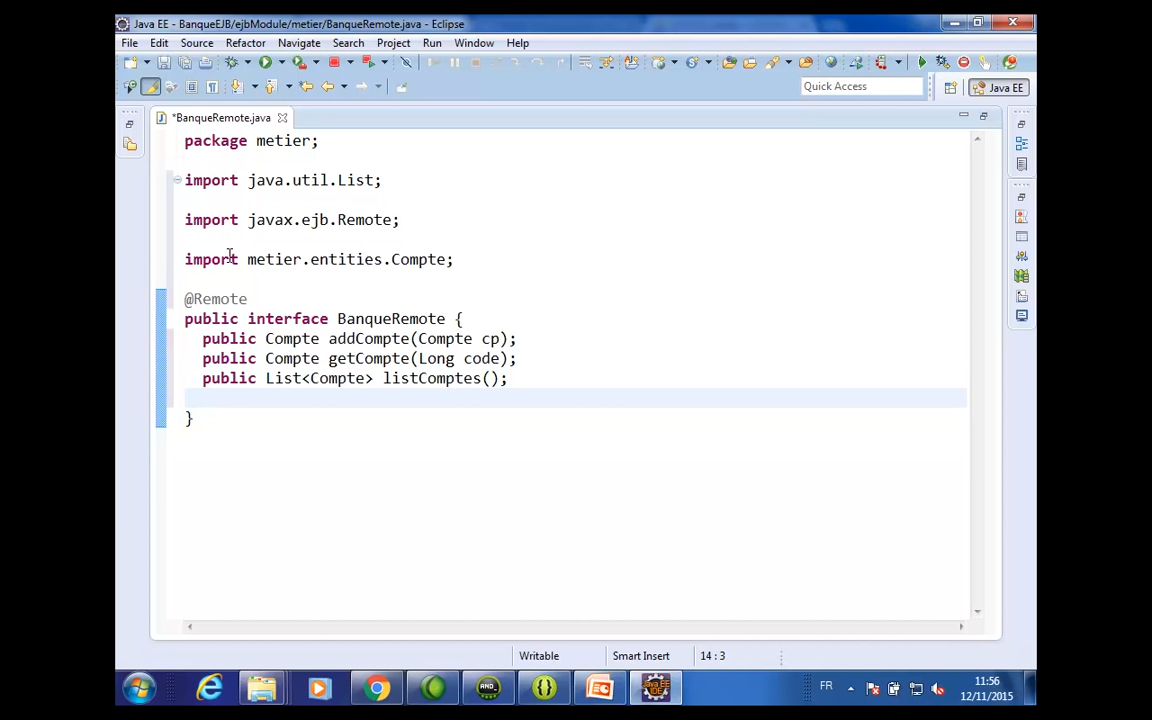 Java EE - BanqueEJB/ejbModule/metier/BanqueRemote.java - Eclipse
File Edit Source Refactor Navigate Search Project Run Window Help
Quick Access
Java EE
*BanqueRemote.java
package metier;
import java.util.List;
import javax.ejb.Remote;
import metier.entities.Compte;
@Remote
public interface BanqueRemote {
public Compte addCompte(Compte cp);
public Compte getCompte(Long code);
public List<Compte> listComptes();
}
Writable Smart Insert 14 : 3
FR
11:56
12/11/2015